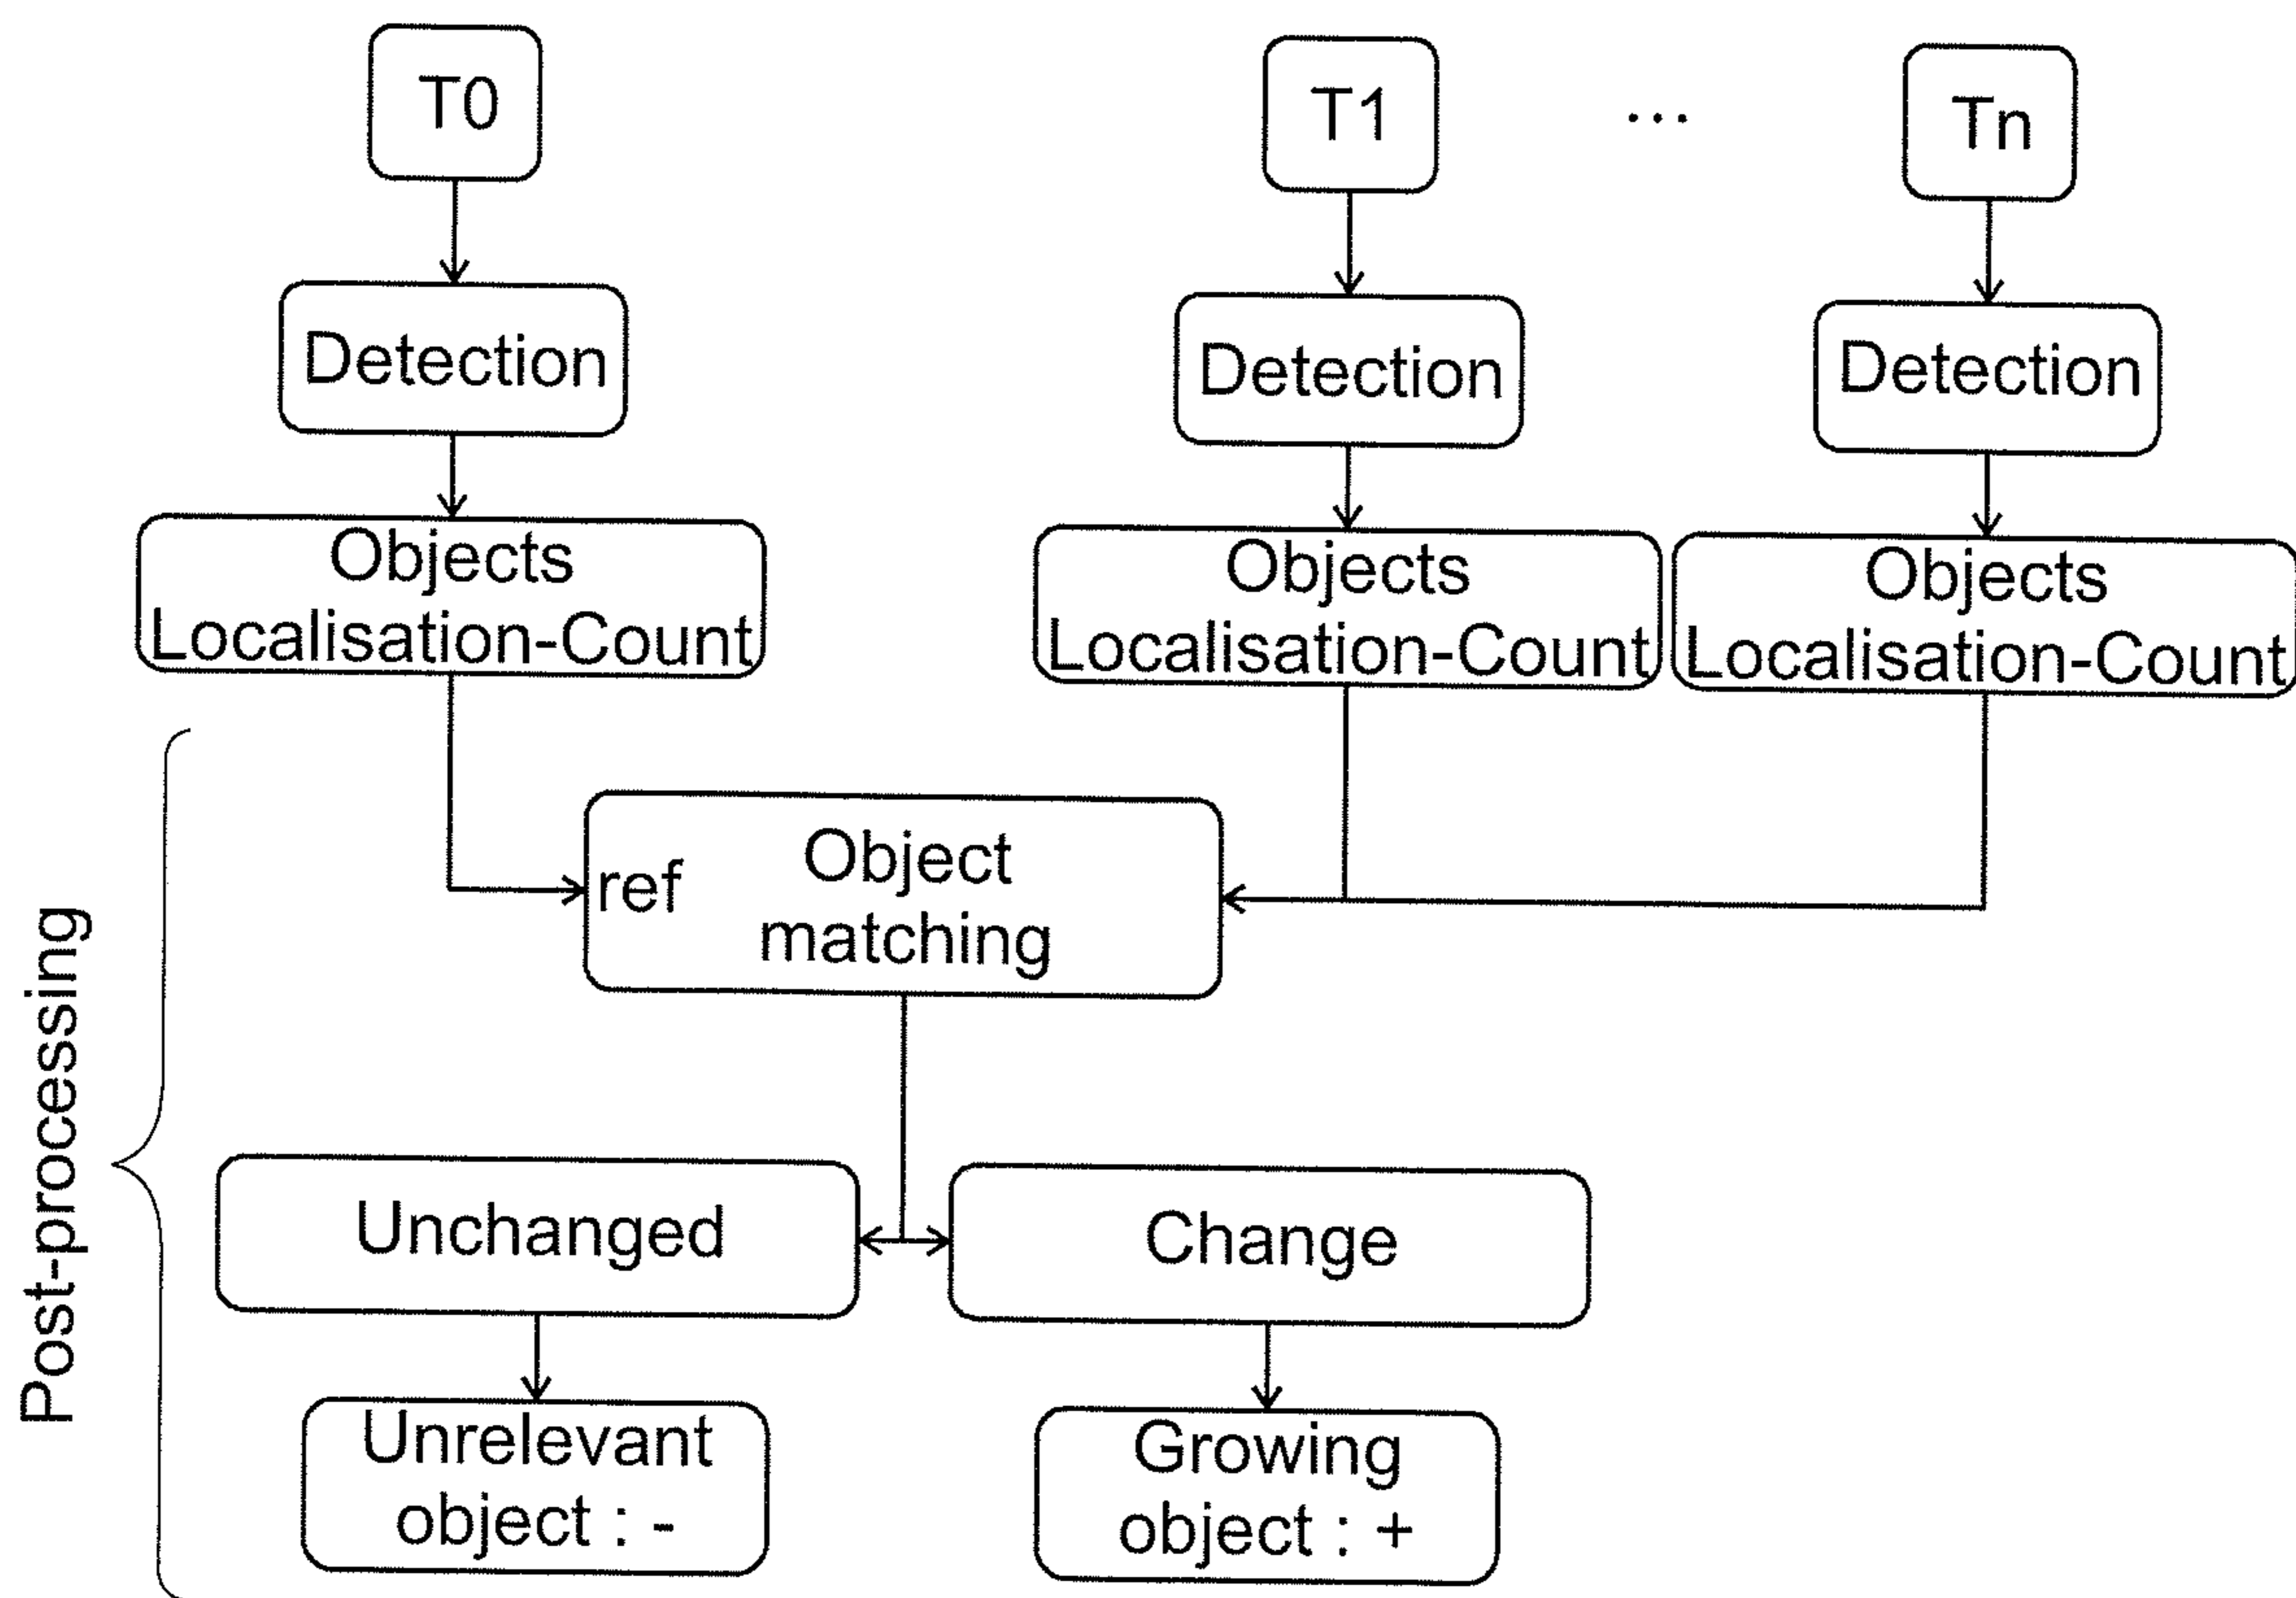 T0
T1
...
Tn
Detection
Detection
Detection
Objects
Localisation-Count
Objects
Localisation-Count
Objects
Localisation-Count
Post-processing
ref
Object
matching
Unchanged
Change
Unrelevant
object : -
Growing
object : +